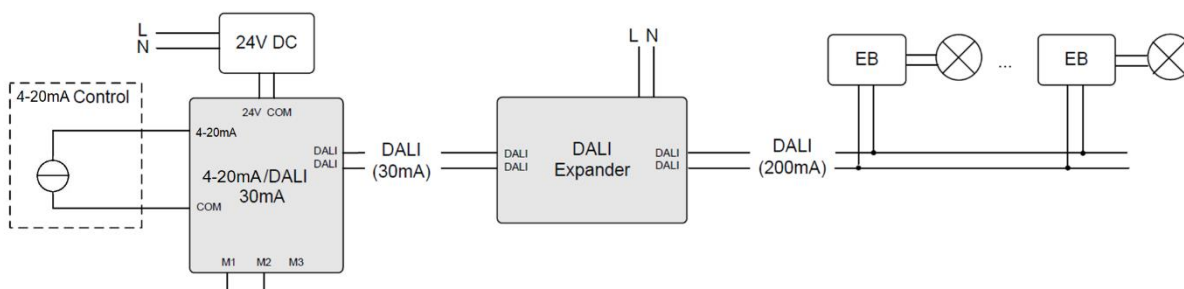 L
N
24V DC
4-20mA Control
24V COM
4-20mA
4-20mA/DALI
30mA
COM
DALI
DALI
M1 M2 M3
DALI
(30mA)
L N
DALI
DALI
DALI
Expander
DALI
DALI
DALI
(200mA)
EB
...
EB